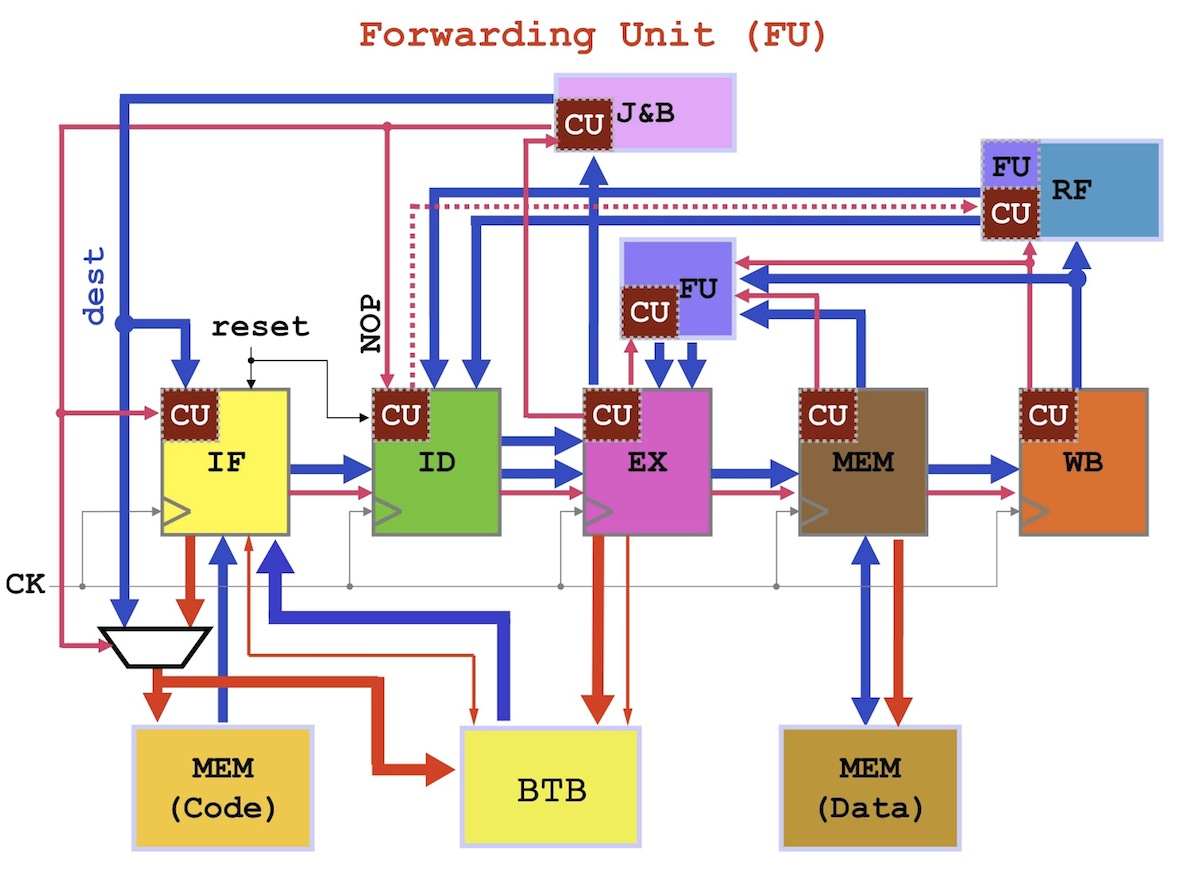 Forwarding Unit (FU)
CU
J&B
FU
RF
CU
dest
FU
CU
NOP
reset
CU
IF
CU
ID
CU
EX
CU
MEM
CU
WB
CK
MEM
(Code)
BTB
MEM
(Data)